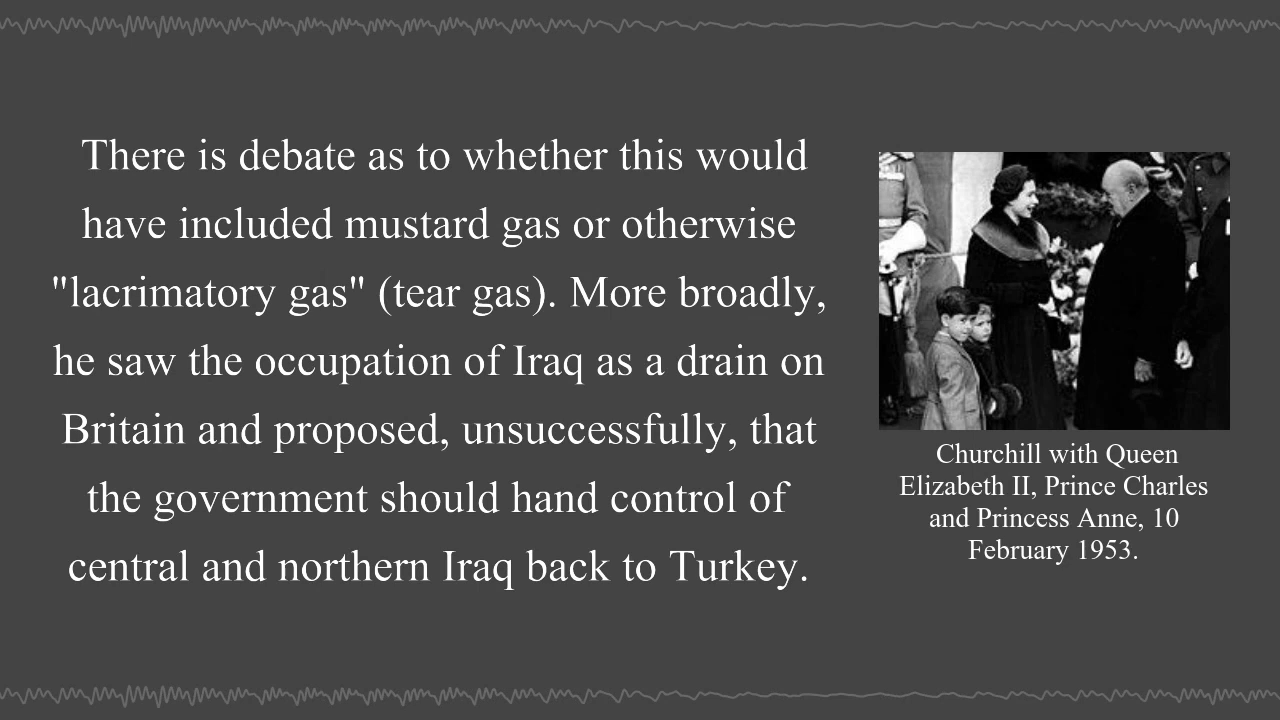 There is debate as to whether this would
have included mustard gas or otherwise
"lacrimatory gas" (tear gas). More broadly,
he saw the occupation of Iraq as a drain on
Britain and proposed, unsuccessfully, that
the government should hand control of
central and northern Iraq back to Turkey.
Churchill with Queen
Elizabeth II, Prince Charles
and Princess Anne, 10
February 1953.